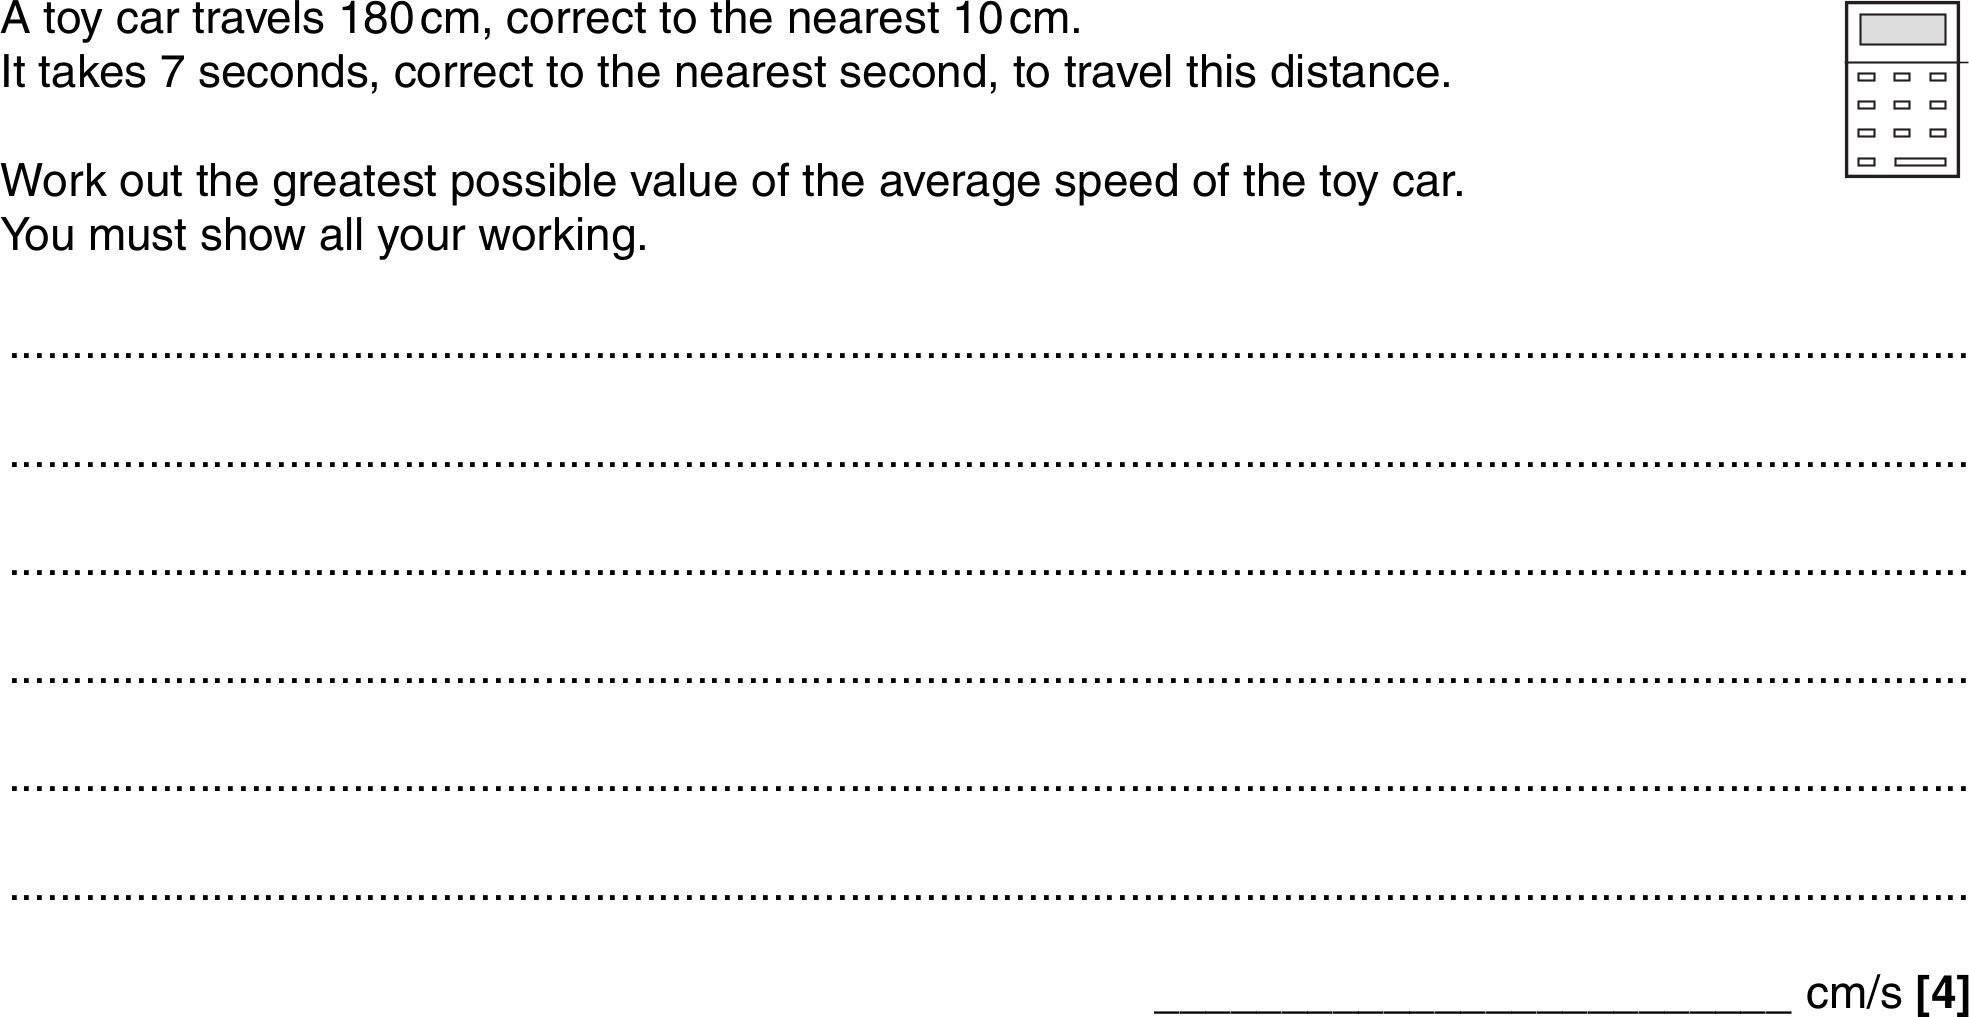 A toy car travels 180 cm, correct to the nearest 10 cm.
It takes 7 seconds, correct to the nearest second, to travel this distance.
Work out the greatest possible value of the average speed of the toy car.
You must show all your working.
cm/s [4]